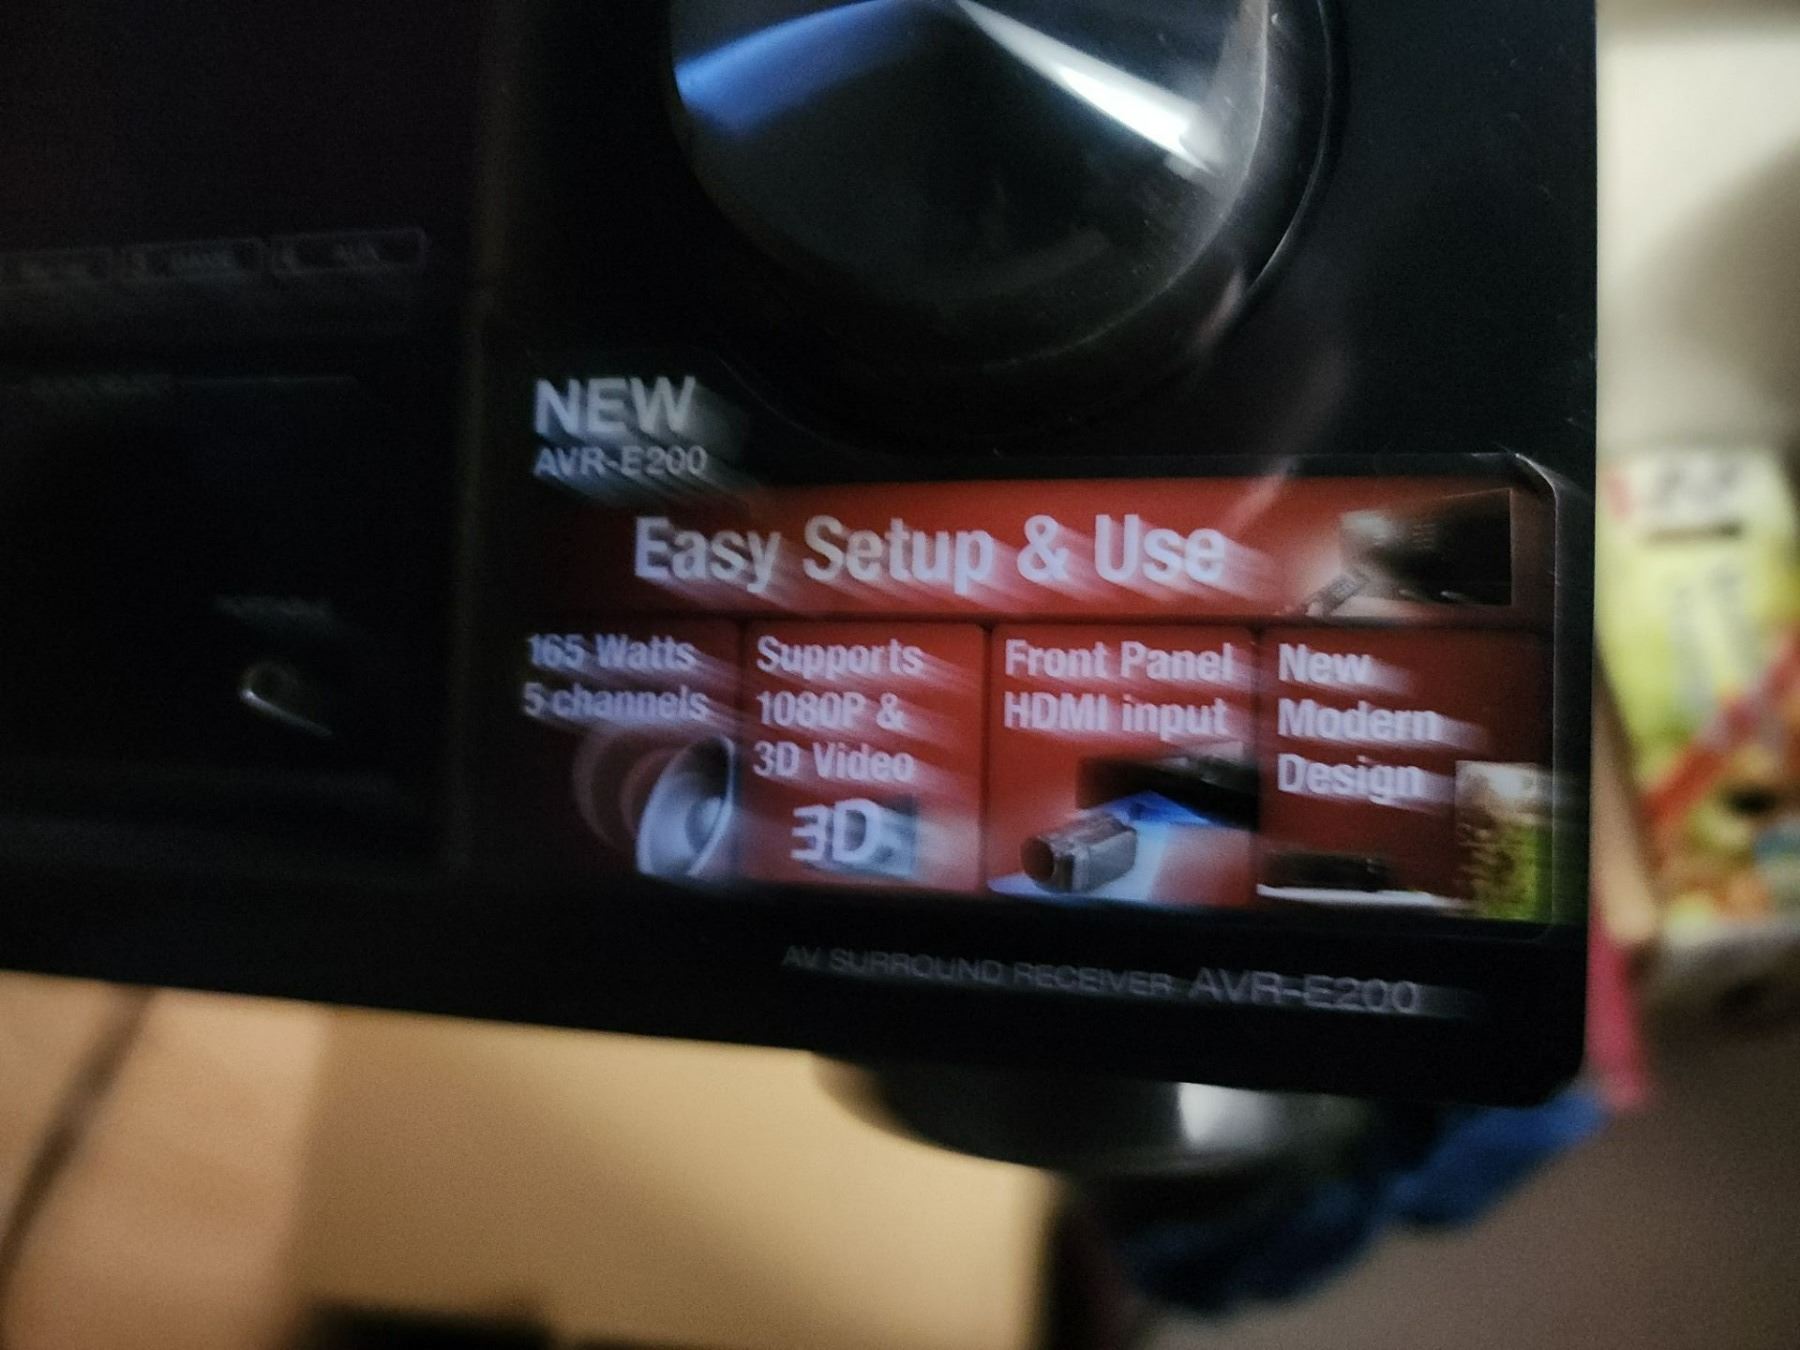 NEW
AVR-E200
Easy Setup & Use
165 Watts
5 channels
Supports
1080P &
3D Video
3D
Front Panel
HDMI input
New
Modern
Design
AV SURROUND RECEIVER AVR-E200